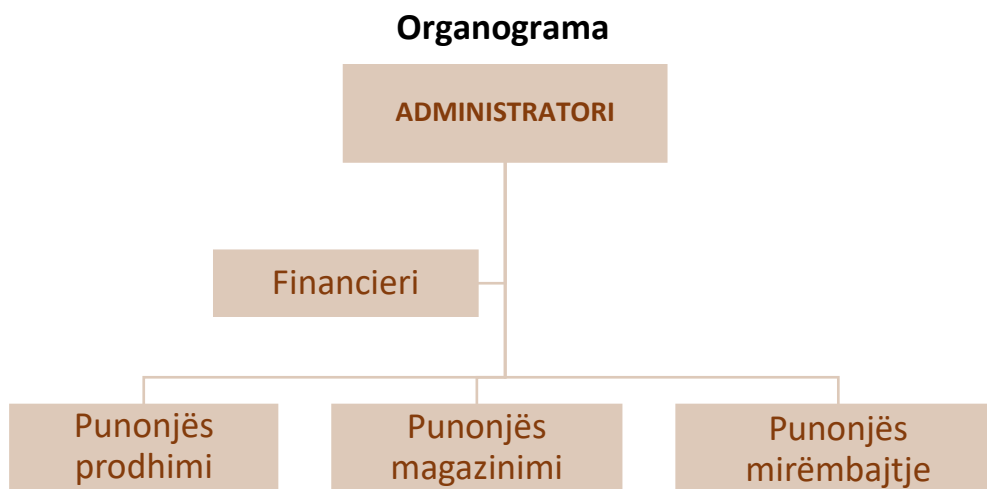 Organograma
ADMINISTRATORI
Financieri
Punonjës
prodhimi
Punonjës
magazinimi
Punonjës
mirëmbajtje